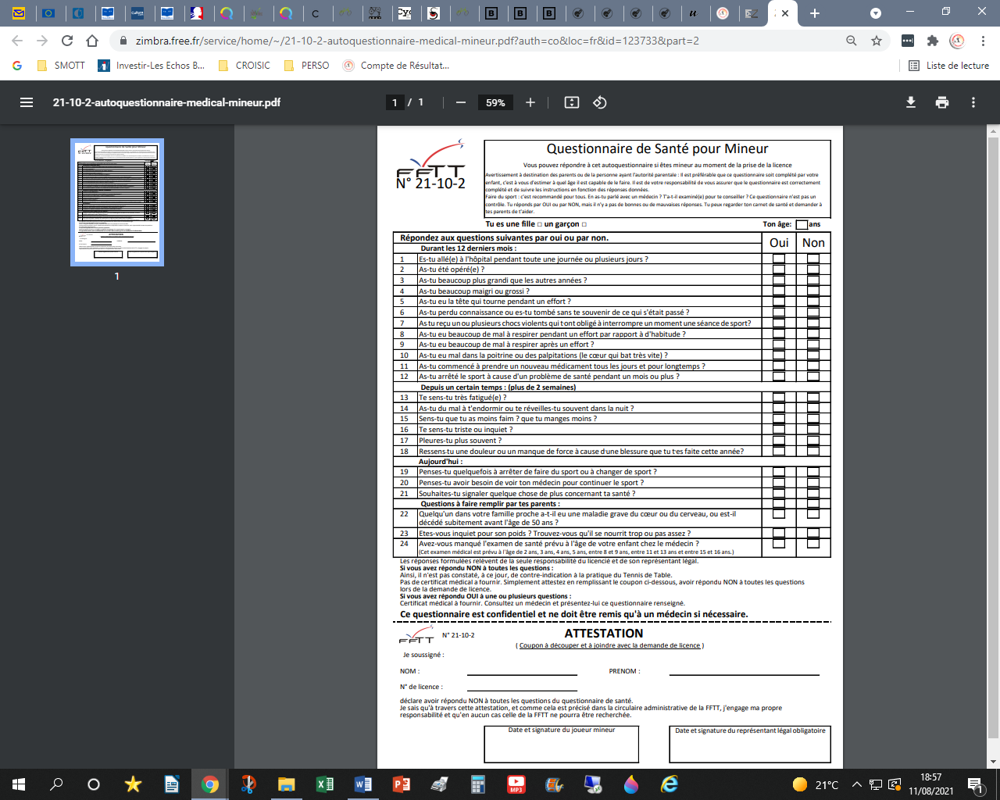 zimbra.free.fr/service/home/~/21-10-2-autoquestionnaire-medical-mineur.pdf?auth=co&loc=fr&id=123733&part=2
SMOTT Investir-Les Echos B... CROISIC PERSO Compte de Résultat... Liste de lecture
21-10-2-autoquestionnaire-medical-mineur.pdf 1 / 1 59%
1
FFTT
N° 21-10-2
Questionnaire de Santé pour Mineur
Vous pouvez répondre à cet autoquestionnaire si êtes mineur au moment de la prise de la licence
Avertissement à destination des parents ou de la personne ayant l'autorité parentale : Il est préférable que ce questionnaire soit complété par votre
enfant, c'est à vous d'estimer à quel âge il est capable de le faire. Il est de votre responsabilité de vous assurer que le questionnaire est correctement
complété et de suivre les instructions en fonction des réponses données.
Faire du sport : c'est recommandé pour tous. En as-tu parlé avec un médecin ? T'a-t-il examiné(e) pour te conseiller ? Ce questionnaire n'est pas un
contrôle. Tu réponds par OUI ou par NON, mais il n'y a pas de bonnes ou de mauvaises réponses. Tu peux regarder ton carnet de santé et demander à
tes parents de t'aider.
Tu es une fille □ un garçon □ Ton âge: ans
Répondez aux questions suivantes par oui ou par non. Oui Non
Durant les 12 derniers mois :
1 Es-tu allé(e) à l'hôpital pendant toute une journée ou plusieurs jours ?
2 As-tu été opéré(e) ?
3 As-tu beaucoup plus grandi que les autres années ?
4 As-tu beaucoup maigri ou grossi ?
5 As-tu eu la tête qui tourne pendant un effort ?
6 As-tu perdu connaissance ou es-tu tombé sans te souvenir de ce qui s'était passé ?
7 As tu reçu un ou plusieurs chocs violents qui t'ont obligé à interrompre un moment une séance de sport?
8 As-tu eu beaucoup de mal à respirer pendant un effort par rapport à d'habitude ?
9 As-tu eu beaucoup de mal à respirer après un effort ?
10 As-tu eu mal dans la poitrine ou des palpitations (le cœur qui bat très vite) ?
11 As-tu commencé à prendre un nouveau médicament tous les jours et pour longtemps ?
12 As-tu arrêté le sport à cause d'un problème de santé pendant un mois ou plus ?
Depuis un certain temps : (plus de 2 semaines)
13 Te sens-tu très fatigué(e) ?
14 As-tu du mal à t'endormir ou te réveilles-tu souvent dans la nuit ?
15 Sens-tu que tu as moins faim ? que tu manges moins ?
16 Te sens-tu triste ou inquiet ?
17 Pleures-tu plus souvent ?
18 Ressens-tu une douleur ou un manque de force à cause d'une blessure que tu t'es faite cette année?
Aujourd'hui :
19 Penses-tu quelquefois à arrêter de faire du sport ou à changer de sport ?
20 Penses-tu avoir besoin de voir ton médecin pour continuer le sport ?
21 Souhaites-tu signaler quelque chose de plus concernant ta santé ?
Questions à faire remplir par tes parents :
22 Quelqu'un dans votre famille proche a-t-il eu une maladie grave du cœur ou du cerveau, ou est-il
décédé subitement avant l'âge de 50 ans ?
23 Etes-vous inquiet pour son poids ? Trouvez-vous qu'il se nourrit trop ou pas assez ?
24 Avez-vous manqué l'examen de santé prévu à l'âge de votre enfant chez le médecin ?
(Cet examen médical est prévu à l'âge de 2 ans, 3 ans, 4 ans, 5 ans, entre 8 et 9 ans, entre 11 et 13 ans et entre 15 et 16 ans.)
Les réponses formulées relèvent de la seule responsabilité du licencié et de son représentant légal.
Si vous avez répondu NON à toutes les questions :
Ainsi, il n'est pas constaté, à ce jour, de contre-indication à la pratique du Tennis de Table.
Pas de certificat médical a fournir. Simplement attestez en remplissant le coupon ci-dessous, avoir répondu NON à toutes les questions
lors de la demande de licence.
Si vous avez répondu OUI à une ou plusieurs questions :
Certificat médical à fournir. Consultez un médecin et présentez-lui ce questionnaire renseigné.
Ce questionnaire est confidentiel et ne doit être remis qu'à un médecin si nécessaire.
FFTT N° 21-10-2 ATTESTATION
( Coupon à découper et à joindre avec la demande de licence )
Je soussigné :
NOM : PRENOM :
N° de licence :
déclare avoir répondu NON à toutes les questions du questionnaire de santé.
Je sais qu'à travers cette attestation, et comme cela est précisé dans la circulaire administrative de la FFTT, j'engage ma propre
responsabilité et qu'en aucun cas celle de la FFTT ne pourra être recherchée.
Date et signature du joueur mineur Date et signature du représentant légal obligatoire
21°C 18:57
11/08/2021